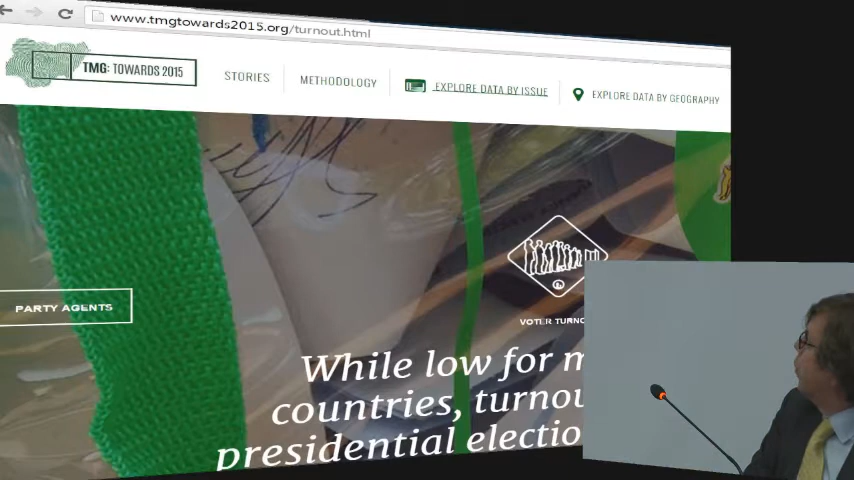 www.tmgtowards2015.org/turnout.html
TMG: TOWARDS 2015
STORIES
METHODOLOGY
EXPLORE DATA BY ISSUE
EXPLORE DATA BY GEOGRAPHY
PARTY AGENTS
VOTER TURNO
While low for m
countries, turnou
presidential electio